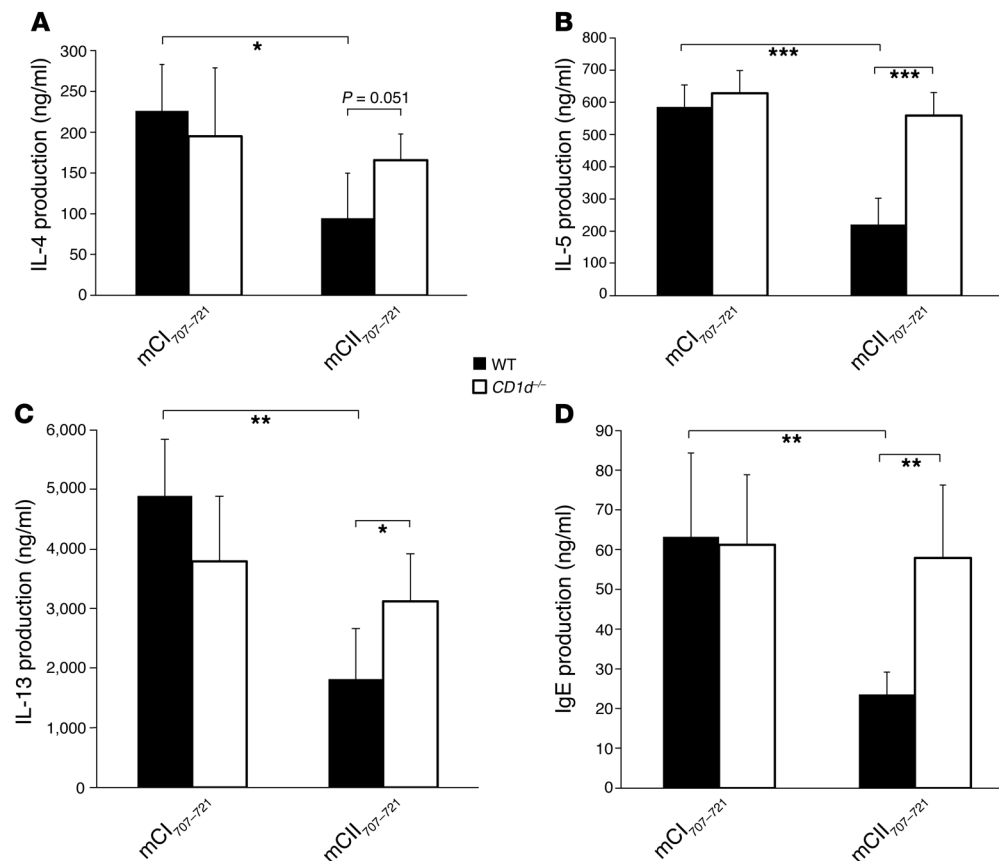 A
IL-4 production (ng/ml)
300
250
200
150
100
50
0
*
P = 0.051
mCI707–721
mCII707–721
B
IL-5 production (ng/ml)
800
700
600
500
400
300
200
100
0
***
***
mCI707–721
mCII707–721
WT
CD1d–/–
C
IL-13 production (ng/ml)
6,000
5,000
4,000
3,000
2,000
1,000
0
**
*
mCI707–721
mCII707–721
D
IgE production (ng/ml)
90
80
70
60
50
40
30
20
10
0
**
**
mCI707–721
mCII707–721